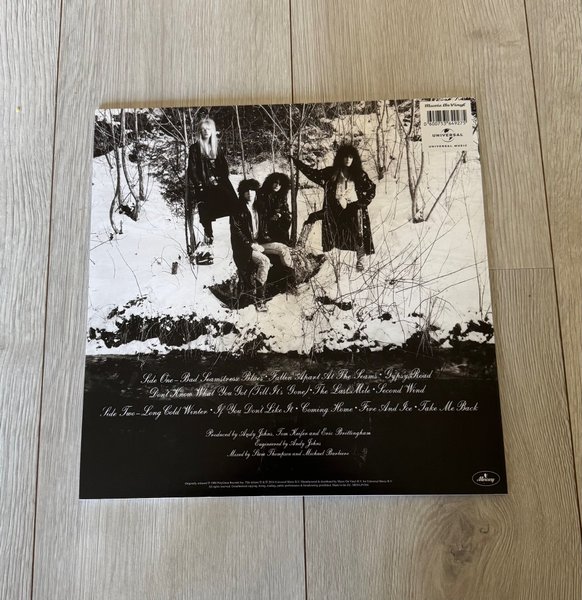 Music On Vinyl
UNIVERSAL
UNIVERSAL MUSIC
Side One – Bad Seamstress Blues • Fallen Apart At The Seams • Gypsy Road
Don't Know What You Got (Till It's Gone) • The Last Mile • Second Wind
Side Two – Long Cold Winter • If You Don't Like It • Coming Home • Fire And Ice • Take Me Back
Produced by Andy Johns, Tom Keifer and Eric Brittingham
Engineered by Andy Johns
Mixed by Steve Thompson and Michael Barbiero
Mercury